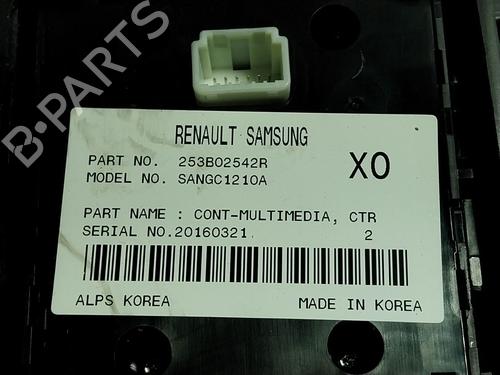 B-PARTS
RENAULT SAMSUNG
PART NO. 253B02542R
MODEL NO. SANGC1210A
X0
PART NAME : CONT-MULTIMEDIA, CTR
SERIAL NO.20160321. 2
ALPS KOREA MADE IN KOREA